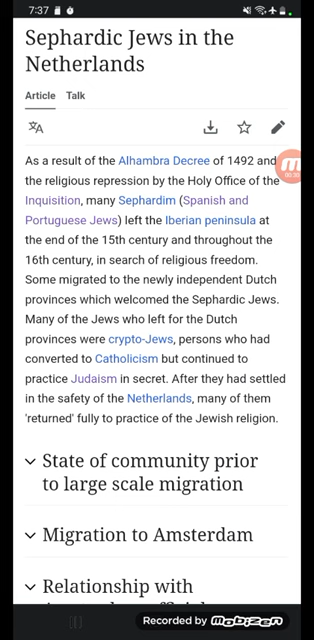 7:37
Sephardic Jews in the
Netherlands
Article Talk
As a result of the Alhambra Decree of 1492 and
the religious repression by the Holy Office of the
Inquisition, many Sephardim (Spanish and
Portuguese Jews) left the Iberian peninsula at
the end of the 15th century and throughout the
16th century, in search of religious freedom.
Some migrated to the newly independent Dutch
provinces which welcomed the Sephardic Jews.
Many of the Jews who left for the Dutch
provinces were crypto-Jews, persons who had
converted to Catholicism but continued to
practice Judaism in secret. After they had settled
in the safety of the Netherlands, many of them
'returned' fully to practice of the Jewish religion.
State of community prior
to large scale migration
Migration to Amsterdam
Relationship with
Recorded by Mobizen